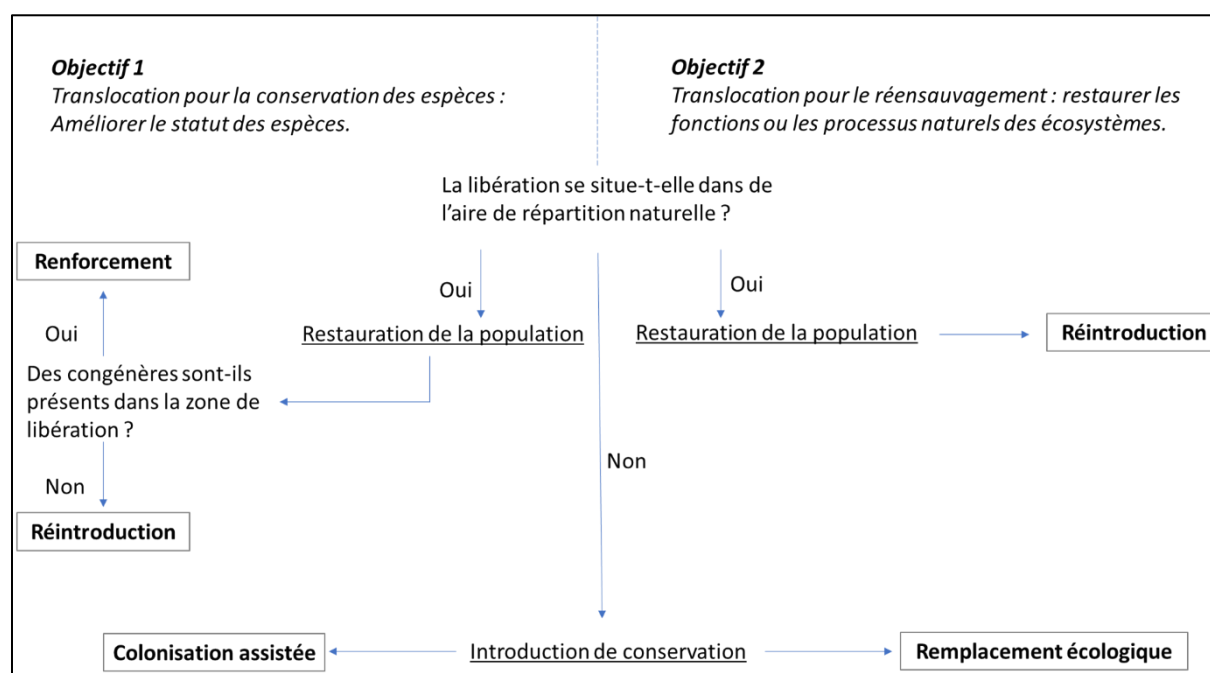 Objectif 1
Translocation pour la conservation des espèces :
Améliorer le statut des espèces.
Objectif 2
Translocation pour le réensauvagement : restaurer les
fonctions ou les processus naturels des écosystèmes.
La libération se situe-t-elle dans de
l'aire de répartition naturelle ?
Renforcement
Oui
Oui
Oui
Restauration de la population
Restauration de la population
Réintroduction
Des congénères sont-ils
présents dans la zone de
libération ?
Non
Non
Réintroduction
Colonisation assistée
Introduction de conservation
Remplacement écologique